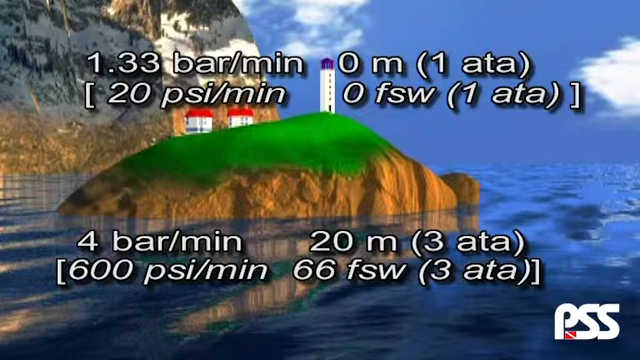 1.33 bar/min 0 m (1 ata)
[ 20 psi/min 0 fsw (1 ata) ]
4 bar/min 20 m (3 ata)
[600 psi/min 66 fsw (3 ata)]
PSS